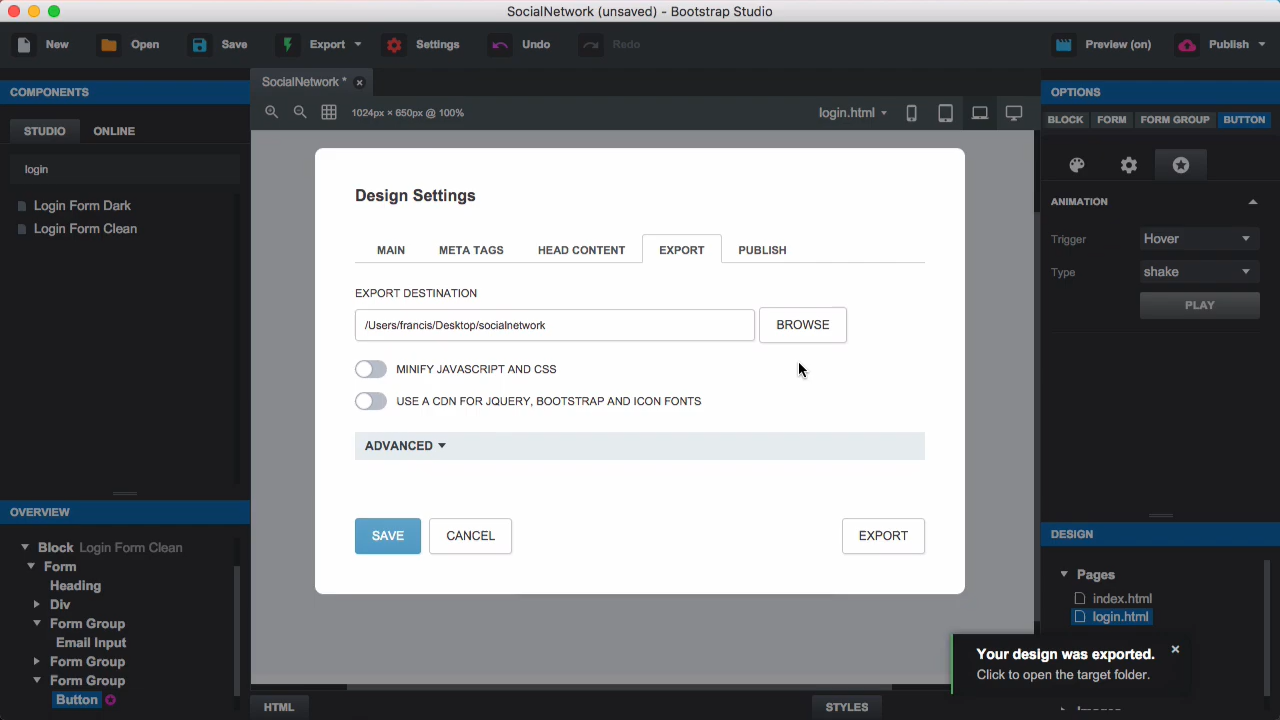 SocialNetwork (unsaved) - Bootstrap Studio
New Open Save Export Settings Undo Redo Preview (on) Publish
COMPONENTS
STUDIO ONLINE
login
Login Form Dark
Login Form Clean
SocialNetwork *
1024px × 650px @ 100%
login.html
Design Settings
MAIN META TAGS HEAD CONTENT EXPORT PUBLISH
EXPORT DESTINATION
/Users/francis/Desktop/socialnetwork
BROWSE
MINIFY JAVASCRIPT AND CSS
USE A CDN FOR JQUERY, BOOTSTRAP AND ICON FONTS
ADVANCED
SAVE CANCEL EXPORT
OPTIONS
BLOCK FORM FORM GROUP BUTTON
ANIMATION
Trigger Hover
Type shake
PLAY
OVERVIEW
Block Login Form Clean
Form
Heading
Div
Form Group
Email Input
Form Group
Form Group
Button
DESIGN
Pages
index.html
login.html
Your design was exported.
Click to open the target folder.
HTML STYLES